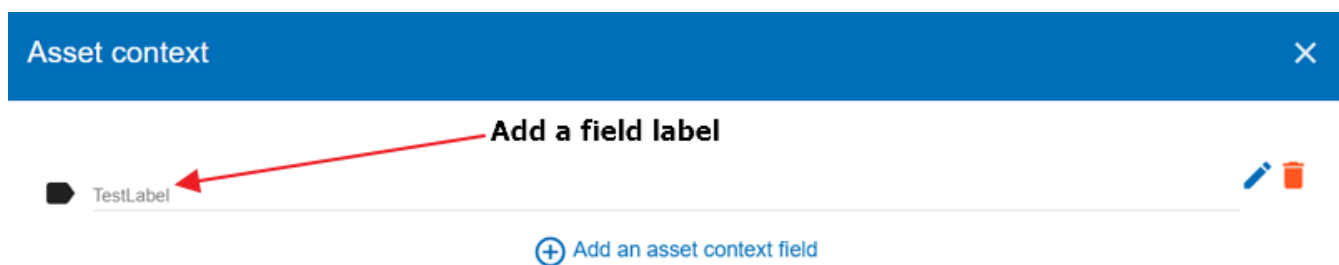 Asset context
Add a field label
TestLabel
Add an asset context field